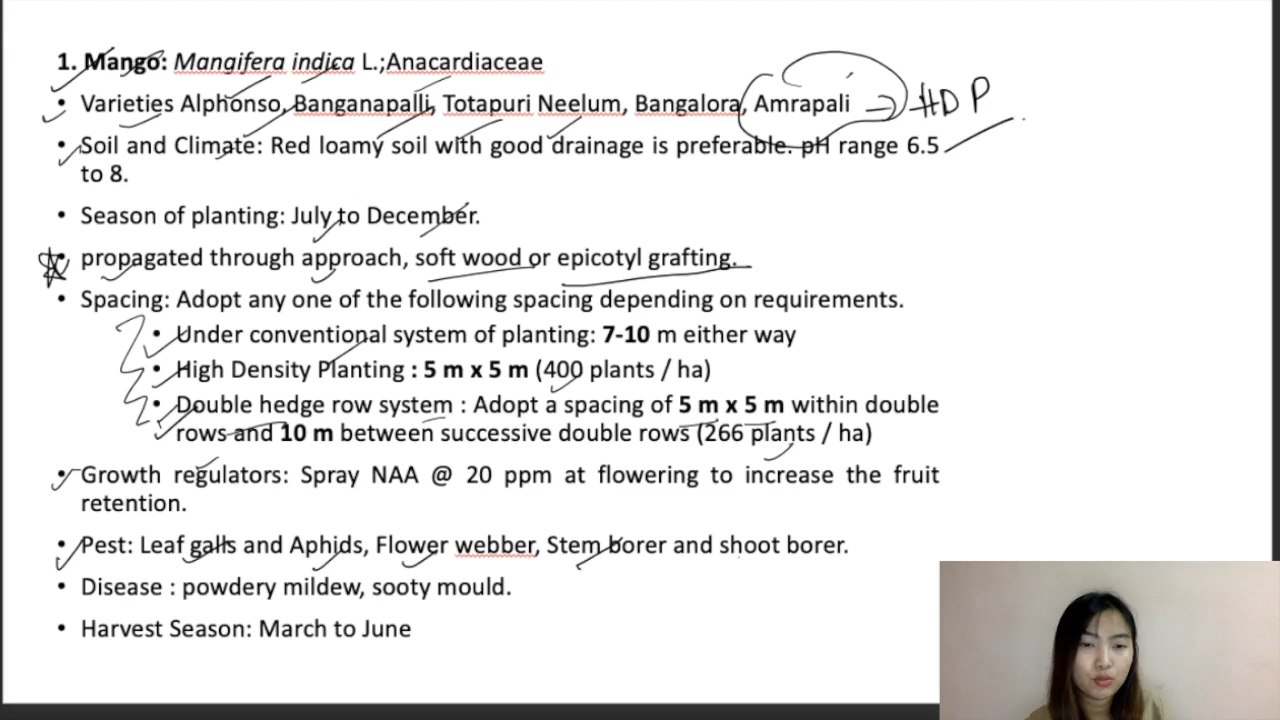 1. Mango: Mangifera indica L.;Anacardiaceae
• Varieties Alphonso, Banganapalli, Totapuri Neelum, Bangalora, Amrapali → HDP
• Soil and Climate: Red loamy soil with good drainage is preferable. pH range 6.5
to 8.
• Season of planting: July to December.
• propagated through approach, soft wood or epicotyl grafting.
• Spacing: Adopt any one of the following spacing depending on requirements.
• Under conventional system of planting: 7-10 m either way
• High Density Planting : 5 m x 5 m (400 plants / ha)
• Double hedge row system : Adopt a spacing of 5 m x 5 m within double
rows and 10 m between successive double rows (266 plants / ha)
• Growth regulators: Spray NAA @ 20 ppm at flowering to increase the fruit
retention.
• Pest: Leaf galls and Aphids, Flower webber, Stem borer and shoot borer.
• Disease : powdery mildew, sooty mould.
• Harvest Season: March to June